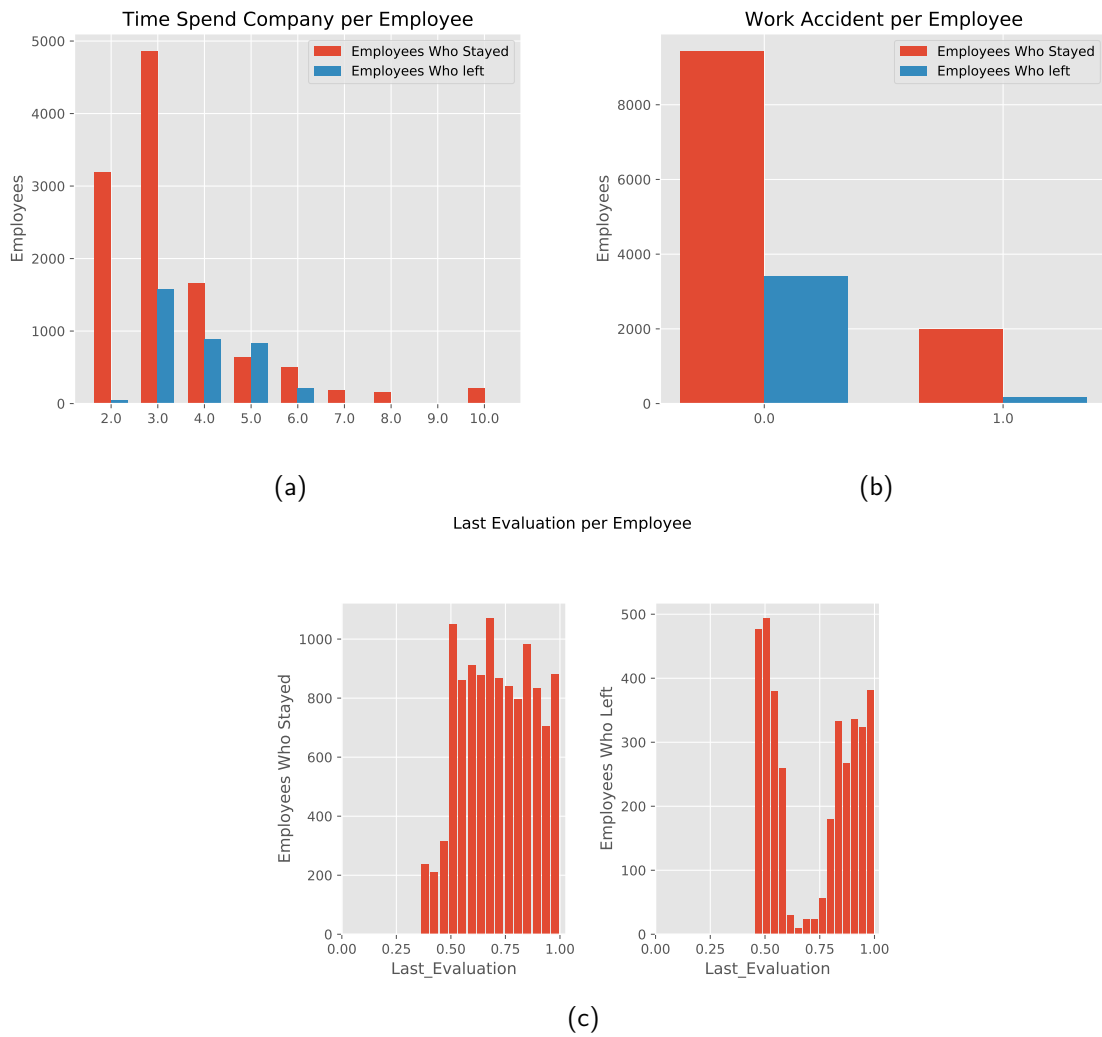 Time Spend Company per Employee
Employees Who Stayed
Employees Who left
Employees
5000
4000
3000
2000
1000
0
2.0 3.0 4.0 5.0 6.0 7.0 8.0 9.0 10.0
(a)
Work Accident per Employee
Employees Who Stayed
Employees Who left
Employees
8000
6000
4000
2000
0
0.0 1.0
(b)
Last Evaluation per Employee
Employees Who Stayed
1000
800
600
400
200
0
0.00 0.25 0.50 0.75 1.00
Last_Evaluation
Employees Who Left
500
400
300
200
100
0
0.00 0.25 0.50 0.75 1.00
Last_Evaluation
(c)